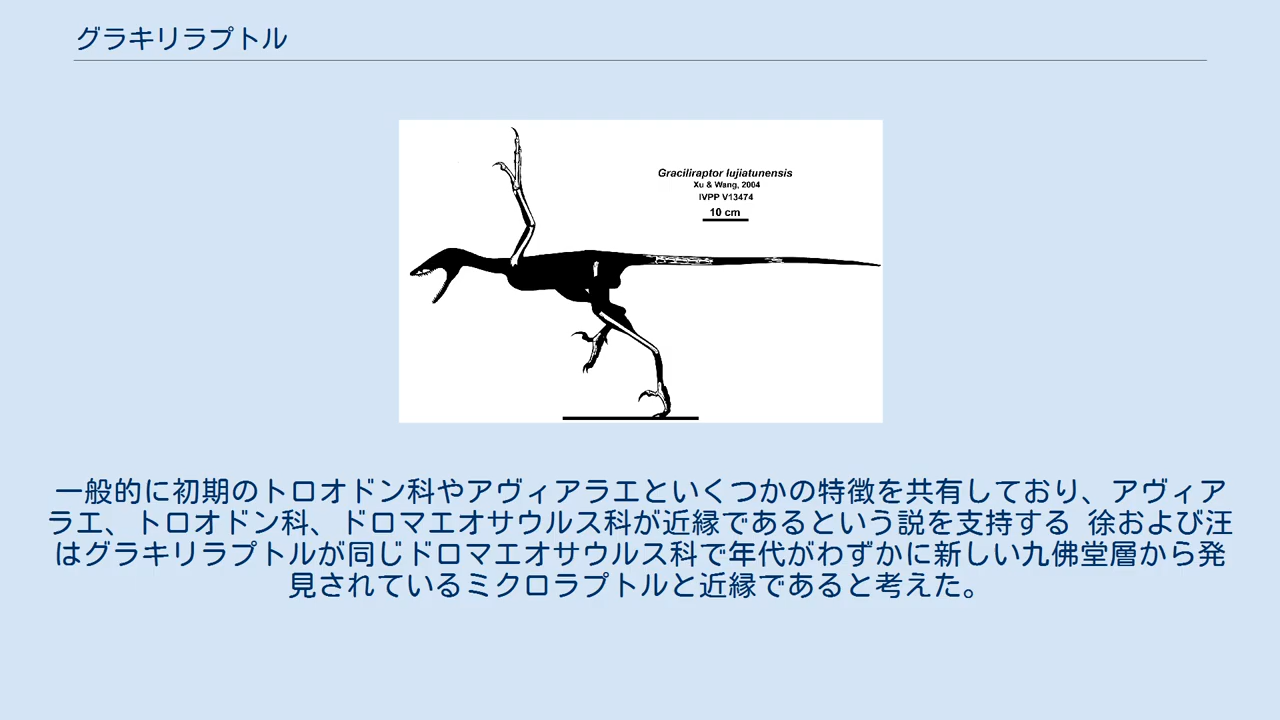 グラキリラプトル
Graciliraptor lujiatunensis
Xu & Wang, 2004
IVPP V13474
10 cm
一般的に初期のトロオドン科やアヴィアラエといくつかの特徴を共有しており、アヴィア
ラエ、トロオドン科、ドロマエオサウルス科が近縁であるという説を支持する 徐および汪
はグラキリラプトルが同じドロマエオサウルス科で年代がわずかに新しい九佛堂層から発
見されているミクロラプトルと近縁であると考えた。